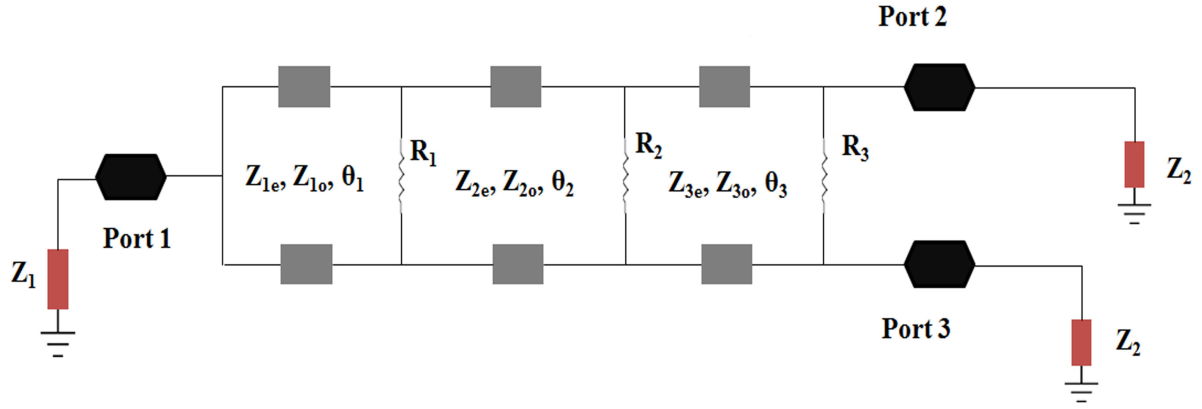 Port 2
R₁
R₂
R₃
Z₁ₑ, Z₁ₒ, θ₁
Z₂ₑ, Z₂ₒ, θ₂
Z₃ₑ, Z₃ₒ, θ₃
Z₂
Port 1
Z₁
Port 3
Z₂